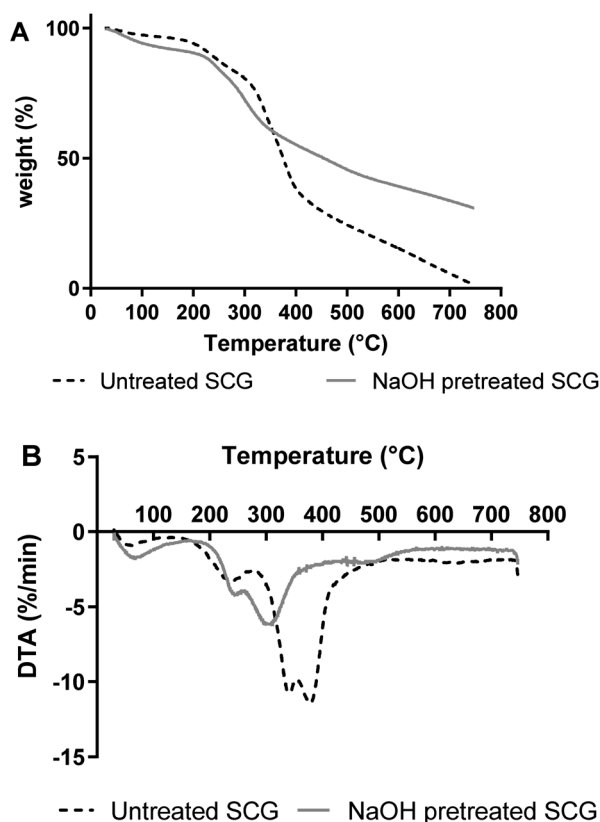 A
100
50
0
weight (%)
0 100 200 300 400 500 600 700 800
Temperature (°C)
Untreated SCG NaOH pretreated SCG
B
Temperature (°C)
5
100 200 300 400 500 600 700 800
0
-5
-10
-15
DTA (%/min)
Untreated SCG NaOH pretreated SCG